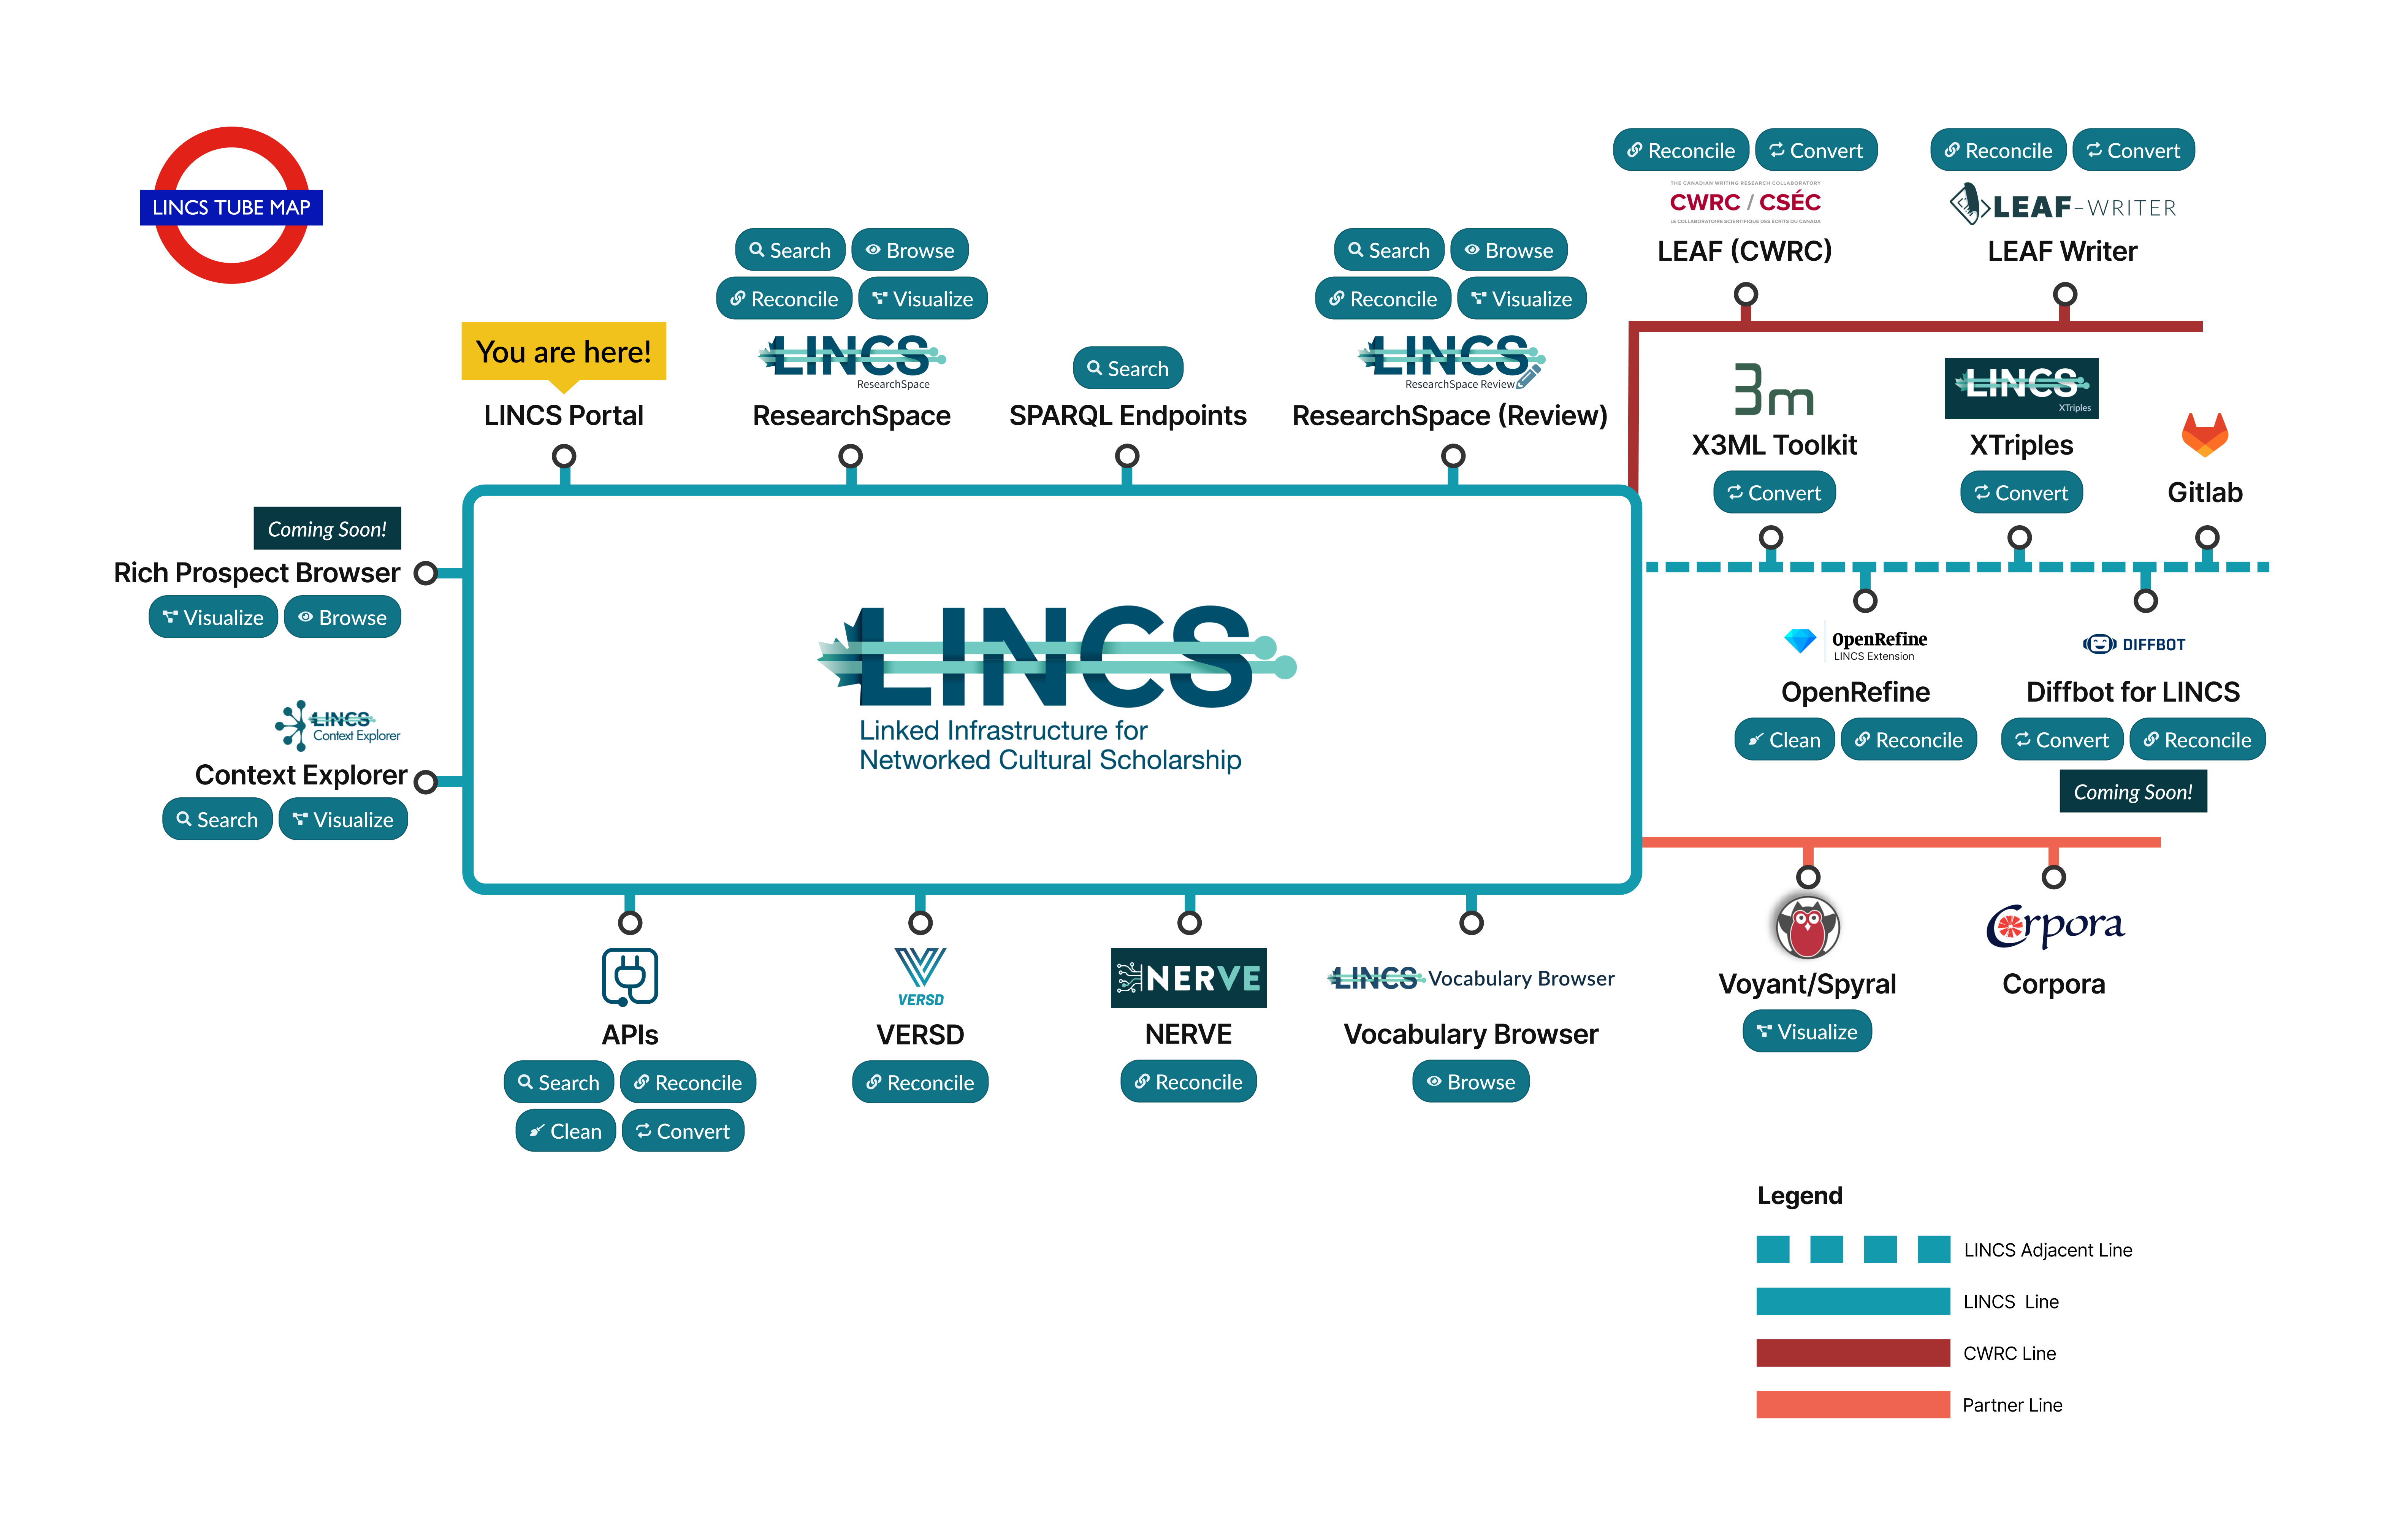 LINCS TUBE MAP
You are here!
LINCS Portal
Search
Browse
Reconcile
Visualize
LINCS
ResearchSpace
ResearchSpace
Search
SPARQL Endpoints
Search
Browse
Reconcile
Visualize
LINCS
ResearchSpace Review
ResearchSpace (Review)
Reconcile
Convert
THE CANADIAN WRITING RESEARCH COLLABORATORY
CWRC / CSÉC
LE COLLABORATOIRE SCIENTIFIQUE DES ÉCRITS DU CANADA
LEAF (CWRC)
Reconcile
Convert
LEAF-WRITER
LEAF Writer
3m
X3ML Toolkit
Convert
LINCS
XTriples
XTriples
Convert
Gitlab
Coming Soon!
Rich Prospect Browser
Visualize
Browse
LINCS
Context Explorer
Context Explorer
Search
Visualize
LINCS
Linked Infrastructure for
Networked Cultural Scholarship
OpenRefine
LINCS Extension
OpenRefine
Clean
Reconcile
DIFFBOT
Diffbot for LINCS
Convert
Reconcile
Coming Soon!
APIs
Search
Reconcile
Clean
Convert
VERSD
VERSD
Reconcile
NERVE
NERVE
Reconcile
LINCS Vocabulary Browser
Vocabulary Browser
Browse
Voyant/Spyral
Visualize
Corpora
Corpora
Legend
LINCS Adjacent Line
LINCS Line
CWRC Line
Partner Line